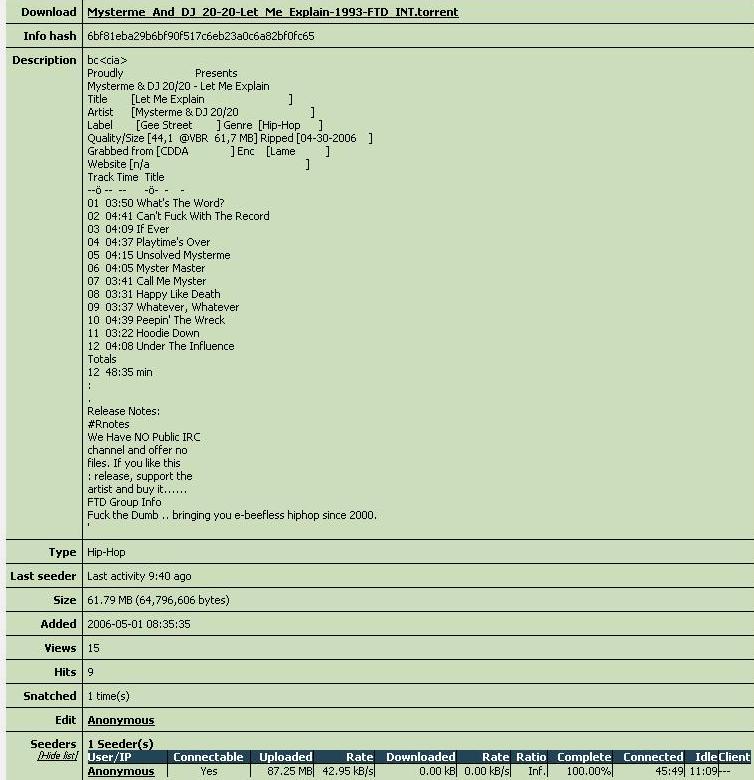 Download Mysterme_And_DJ_20-20-Let_Me_Explain-1993-FTD_INT.torrent
Info hash 6bf81eba29b6bf90f517c6eb23a0c6a82bf0fc65
Description bc<cia>
Proudly Presents
Mysterme & DJ 20/20 - Let Me Explain
Title [Let Me Explain ]
Artist [Mysterme & DJ 20/20 ]
Label [Gee Street ] Genre [Hip-Hop ]
Quality/Size [44,1 @VBR 61,7 MB] Ripped [04-30-2006 ]
Grabbed from [CDDA ] Enc [Lame ]
Website [n/a ]
Track Time Title
--ö -- -- -ö- - -
01 03:50 What's The Word?
02 04:41 Can't Fuck With The Record
03 04:09 If Ever
04 04:37 Playtime's Over
05 04:15 Unsolved Mysterme
06 04:05 Myster Master
07 03:41 Call Me Myster
08 03:31 Happy Like Death
09 03:37 Whatever, Whatever
10 04:39 Peepin' The Wreck
11 03:22 Hoodie Down
12 04:08 Under The Influence
Totals
12 48:35 min
:
.
Release Notes:
#Rnotes
We Have NO Public IRC
channel and offer no
files. If you like this
: release, support the
artist and buy it......
FTD Group Info
Fuck the Dumb .. bringing you e-beefless hiphop since 2000.
'
Type Hip-Hop
Last seeder Last activity 9:40 ago
Size 61.79 MB (64,796,606 bytes)
Added 2006-05-01 08:35:35
Views 15
Hits 9
Snatched 1 time(s)
Edit Anonymous
Seeders 1 Seeder(s)
[Hide list] User/IP Connectable Uploaded Rate Downloaded Rate Ratio Complete Connected Idle Client
Anonymous Yes 87.25 MB 42.95 kB/s 0.00 kB 0.00 kB/s Inf. 100.00% 45:49 11:09 ---